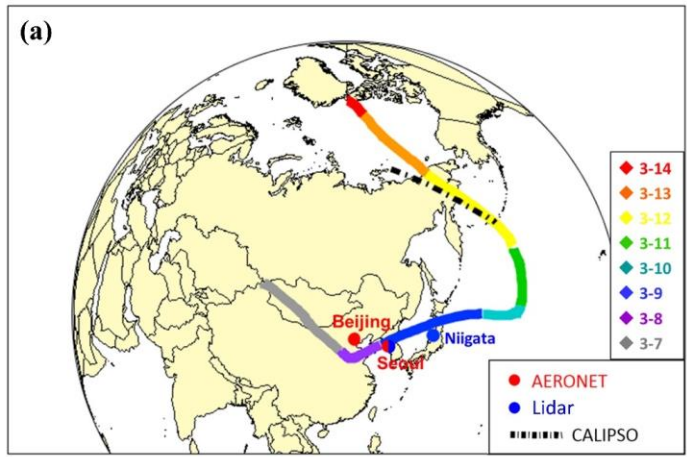 (a)
3-14
3-13
3-12
3-11
3-10
3-9
3-8
3-7
Beijing
Niigata
Seoul
AERONET
Lidar
CALIPSO